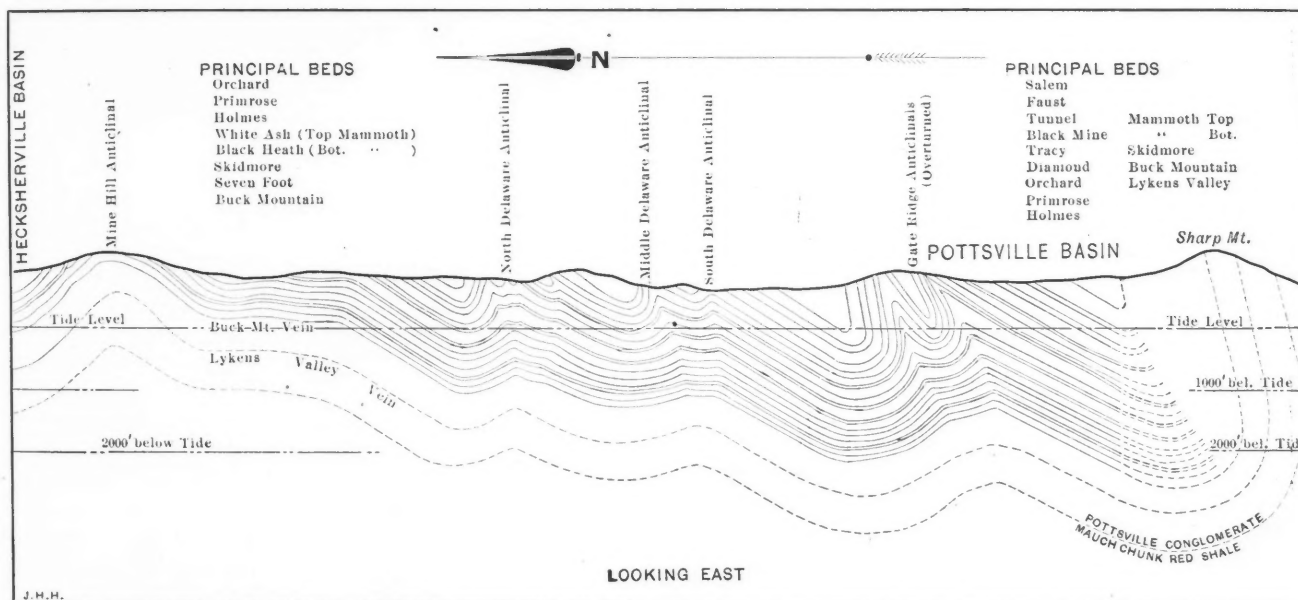 HECKSHERVILLE BASIN
Mine Hill Anticlinal
PRINCIPAL BEDS
Orchard
Primrose
Holmes
White Ash (Top Mammoth)
Black Heath (Bot. " )
Skidmore
Seven Foot
Buck Mountain
N
North Delaware Anticlinal
Middle Delaware Anticlinal
South Delaware Anticlinal
Gate Ridge Anticlinals
(Overturned)
PRINCIPAL BEDS
Salem
Faust
Tunnel Mammoth Top
Black Mine " Bot.
Tracy Skidmore
Diamond Buck Mountain
Orchard Lykens Valley
Primrose
Holmes
POTTSVILLE BASIN
Sharp Mt.
Tide Level
Buck Mt. Vein
Tide Level
Lykens Valley Vein
1000' bel. Tide
2000' below Tide
2000' bel. Tid
POTTSVILLE CONGLOMERATE
MAUCH CHUNK RED SHALE
LOOKING EAST
J.H.H.